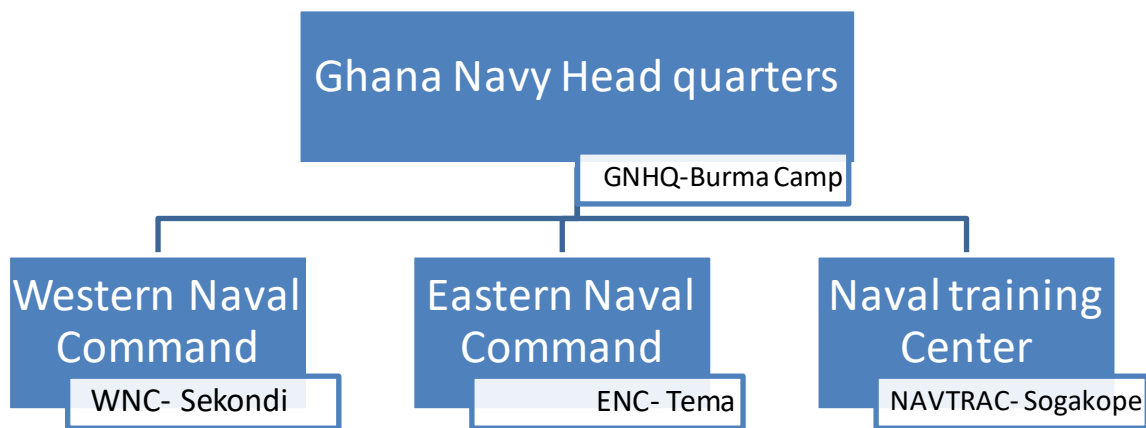 Ghana Navy Head quarters
GNHQ-Burma Camp
Western Naval
Command
WNC- Sekondi
Eastern Naval
Command
ENC- Tema
Naval training
Center
NAVTRAC- Sogakope